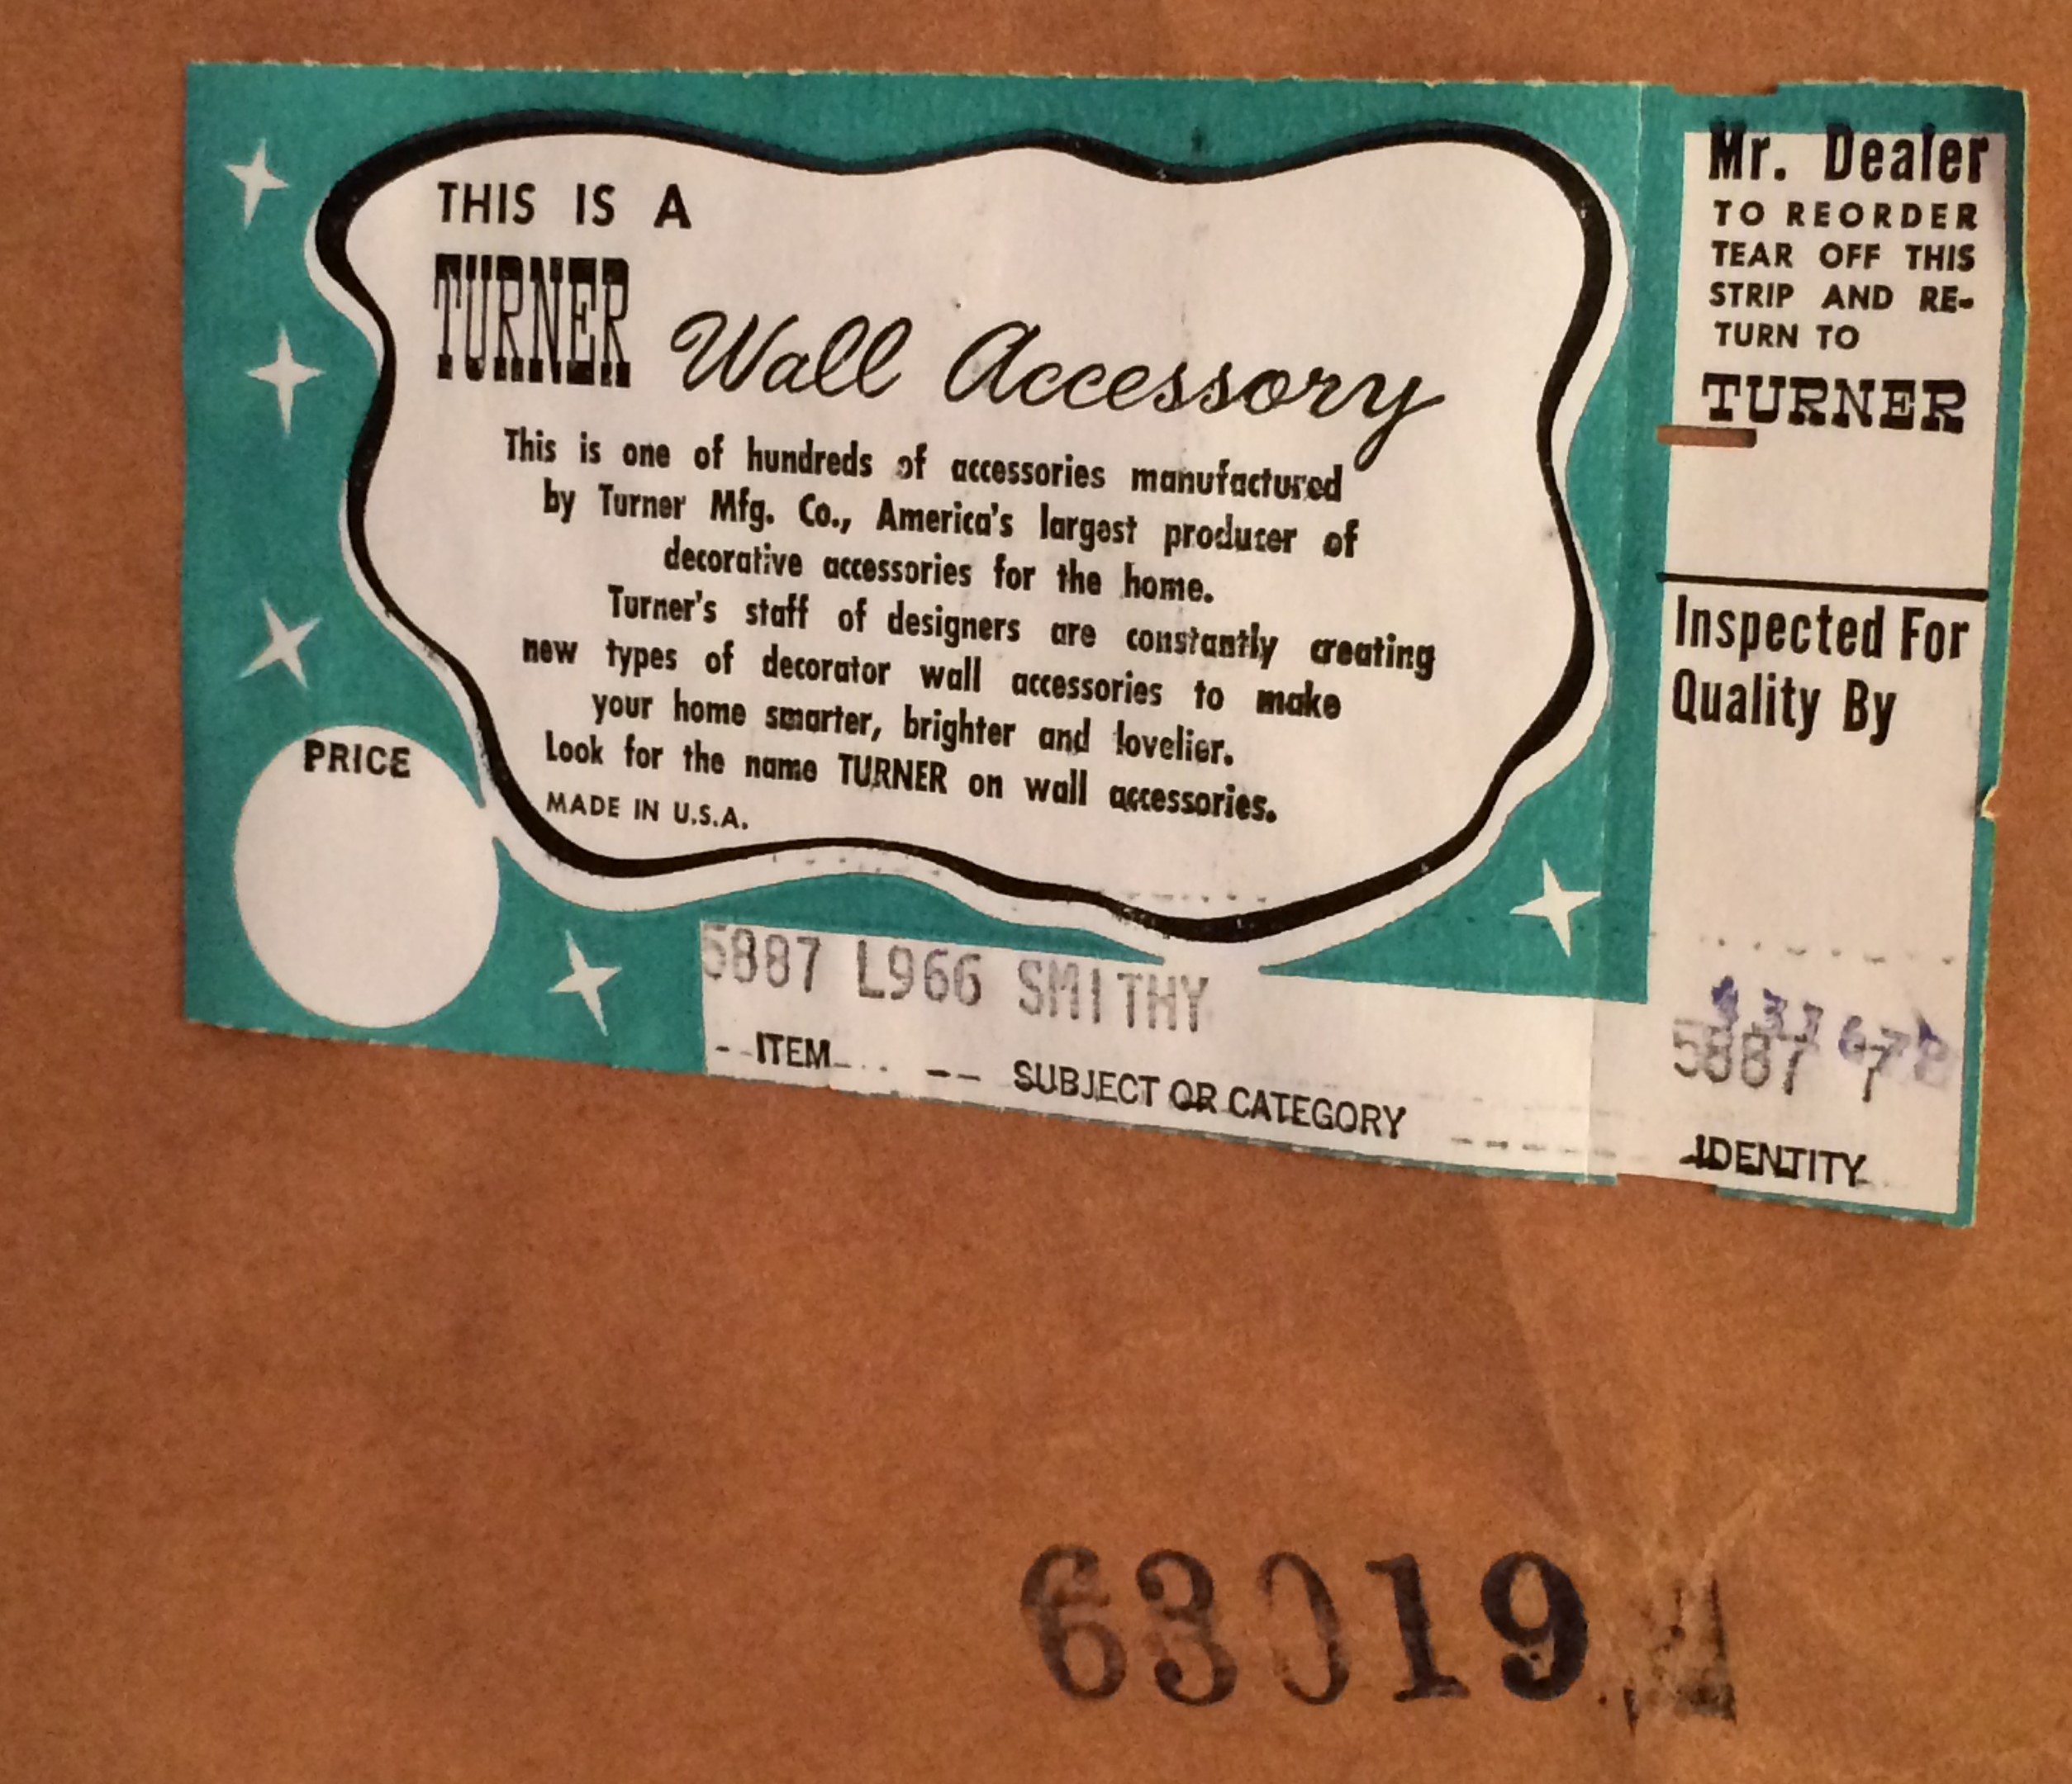 THIS IS A
TURNER Wall Accessory
This is one of hundreds of accessories manufactured
by Turner Mfg. Co., America's largest producer of
decorative accessories for the home.
Turner's staff of designers are constantly creating
new types of decorator wall accessories to make
your home smarter, brighter and lovelier.
Look for the name TURNER on wall accessories.
MADE IN U.S.A.
PRICE
5887 L966 SMITHY
ITEM
SUBJECT OR CATEGORY
Mr. Dealer
TO REORDER
TEAR OFF THIS
STRIP AND RE-
TURN TO
TURNER
Inspected For
Quality By
5887 7
IDENTITY
63019